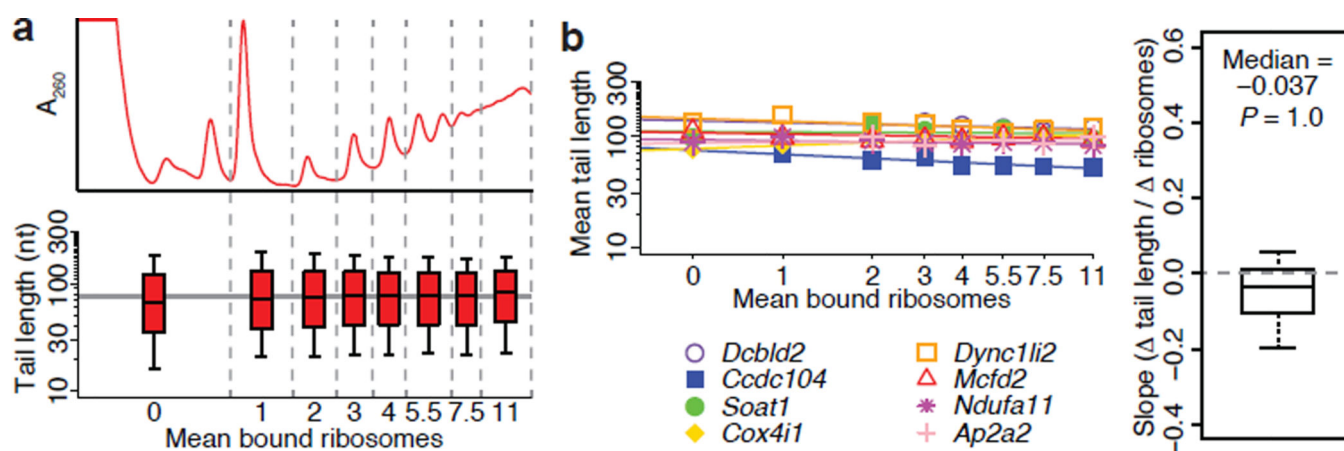 a
A260
Tail length (nt)
300
100
30
10
0 1 2 3 4 5.5 7.5 11
Mean bound ribosomes
b
Mean tail length
300
100
30
10
0 1 2 3 4 5.5 7.5 11
Mean bound ribosomes
Dcbld2
Ccdc104
Soat1
Cox4i1
Dync1li2
Mcfd2
Ndufa11
Ap2a2
Slope (Δ tail length / Δ ribosomes)
0.6
0.4
0.2
0.0
−0.2
−0.4
Median =
−0.037
P = 1.0